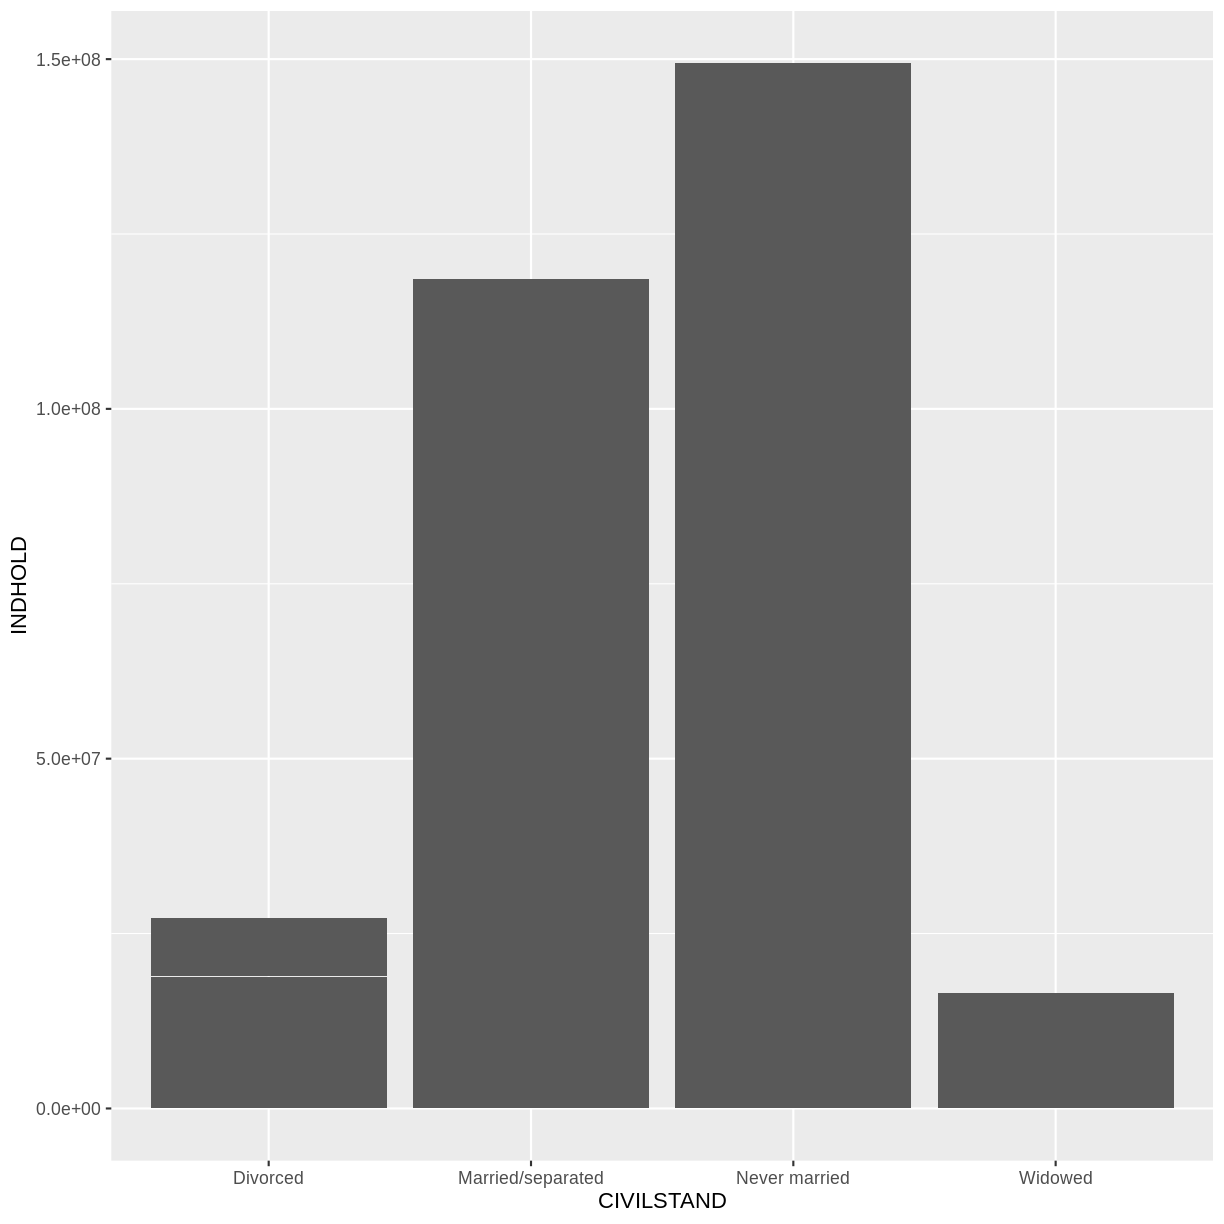 1.5e+08
1.0e+08
5.0e+07
0.0e+00
INDHOLD
Divorced Married/separated Never married Widowed
CIVILSTAND